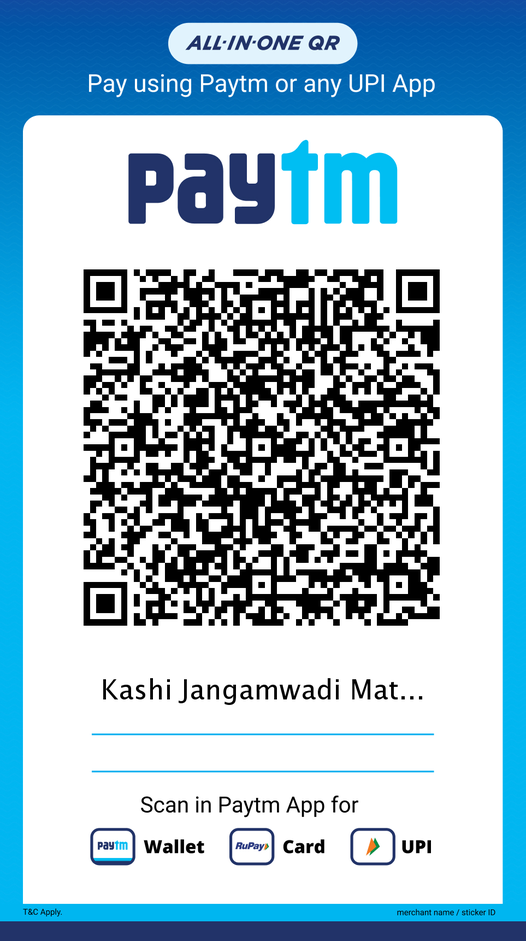 ALL-IN-ONE QR
Pay using Paytm or any UPI App
paytm
Kashi Jangamwadi Mat...
Scan in Paytm App for
paytm Wallet RuPay Card UPI
T&C Apply. merchant name / sticker ID